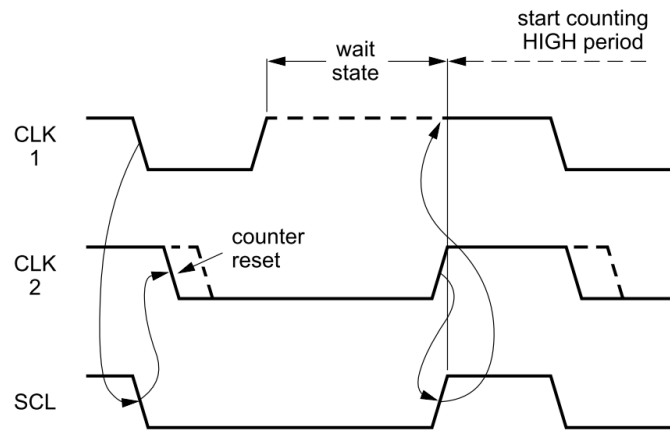 start counting
HIGH period
wait
state
CLK
1
counter
reset
CLK
2
SCL